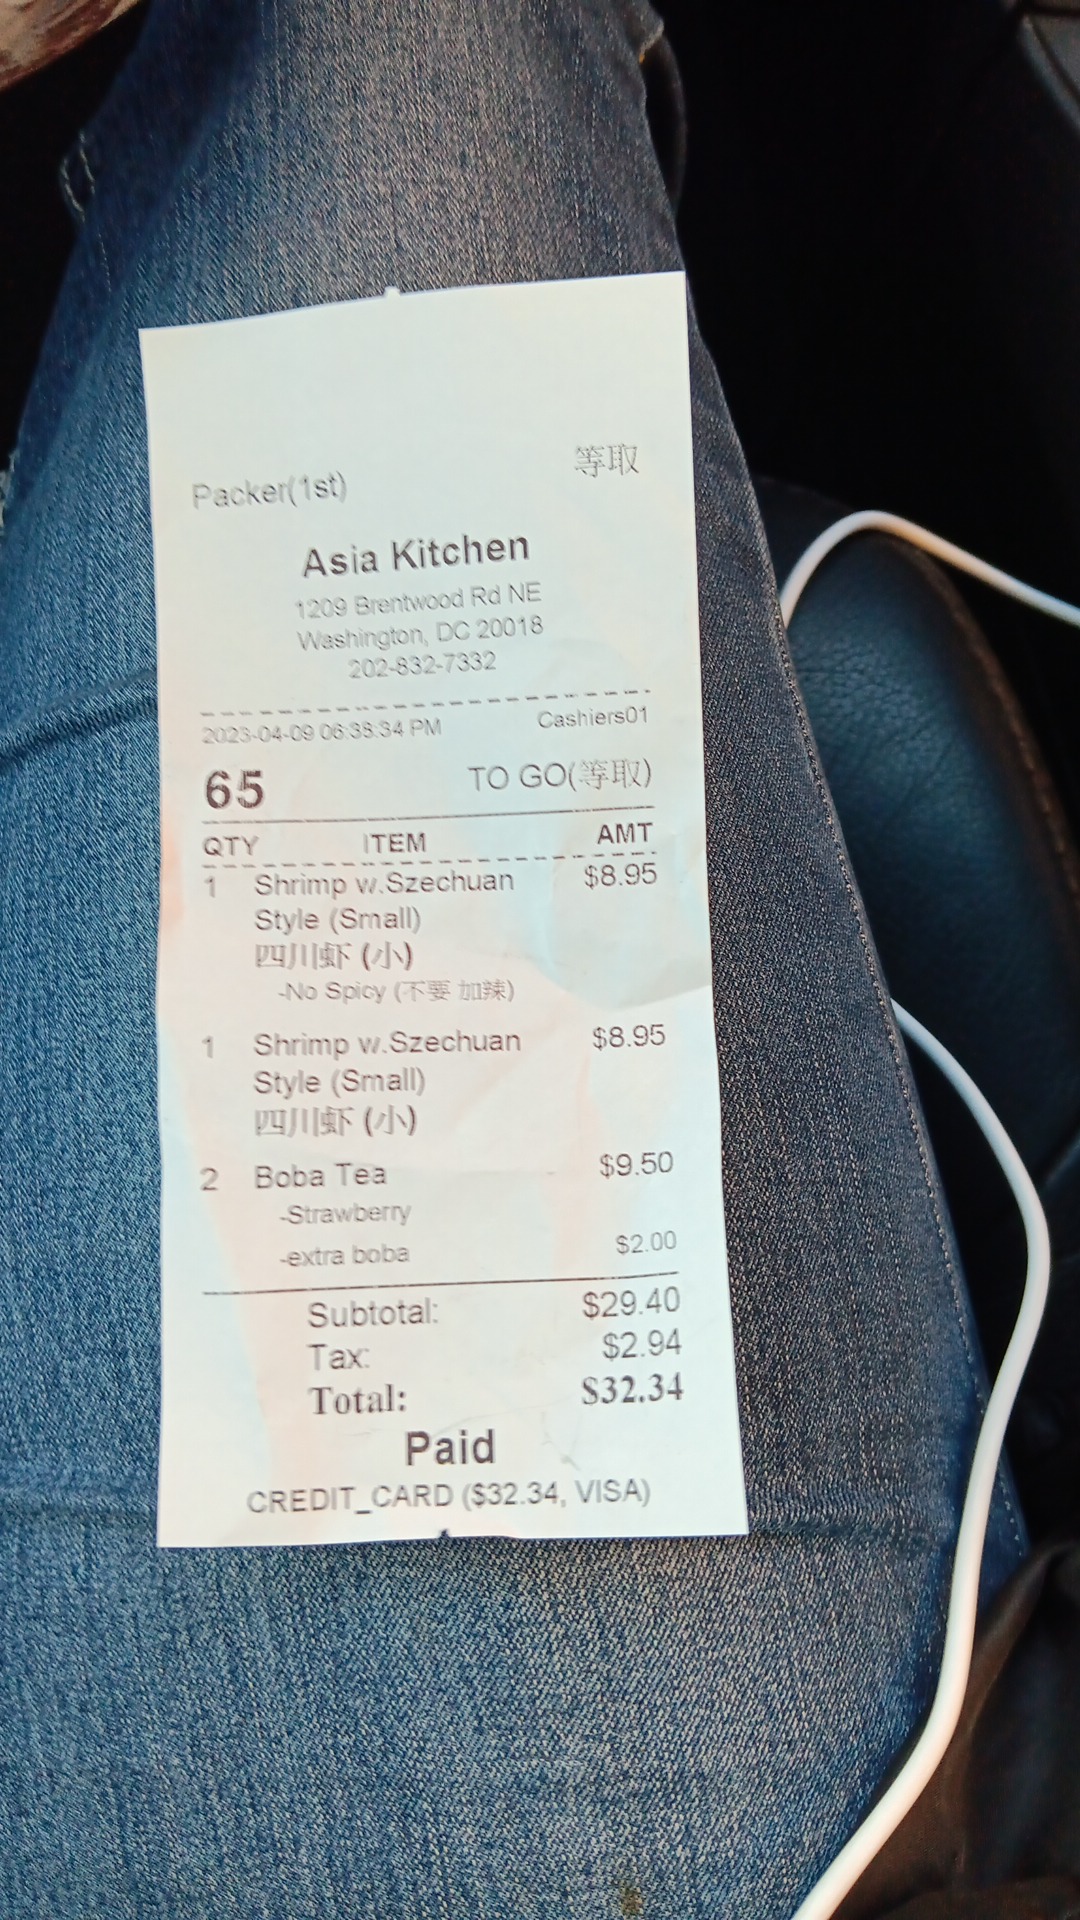 等取
Packer(1st)
Asia Kitchen
1209 Brentwood Rd NE
Washington, DC 20018
202-832-7332
2023-04-09 06:38:34 PM Cashiers01
65 TO GO(等取)
QTY ITEM AMT
1 Shrimp w.Szechuan $8.95
Style (Small)
四川虾 (小)
-No Spicy (不要 加辣)
1 Shrimp w.Szechuan $8.95
Style (Small)
四川虾 (小)
2 Boba Tea $9.50
-Strawberry
-extra boba $2.00
Subtotal: $29.40
Tax: $2.94
Total: $32.34
Paid
CREDIT_CARD ($32.34, VISA)